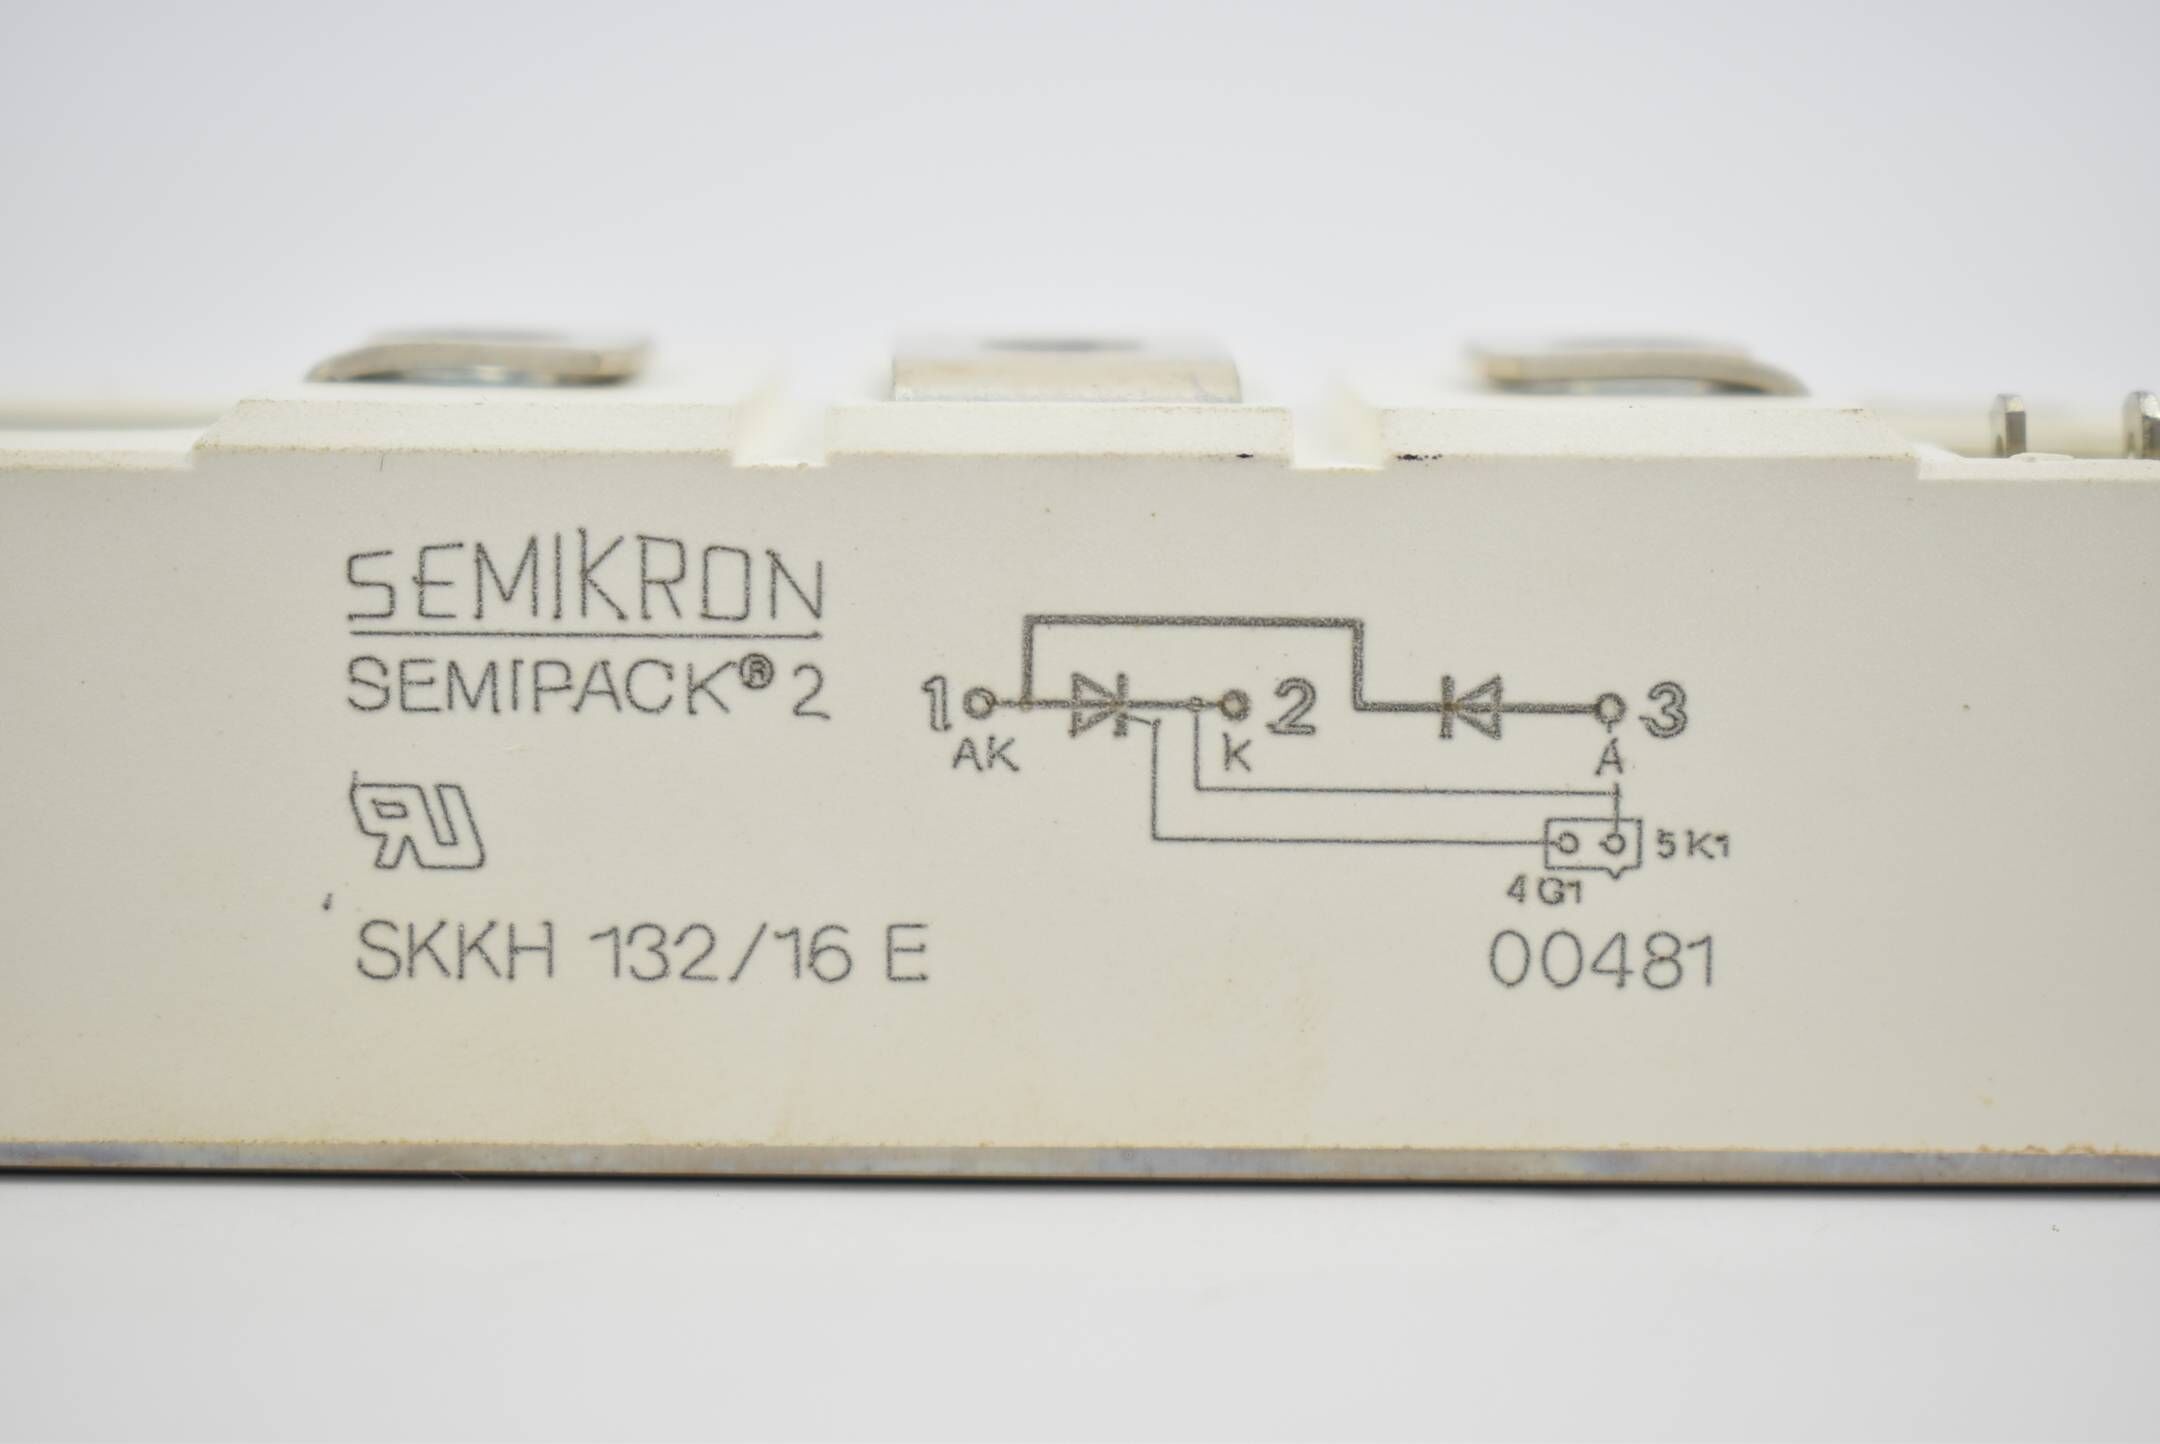 SEMIKRON
SEMIPACK® 2
1 2 3
AK K A
5 K1
4 G1
SKKH 132/16 E
00481